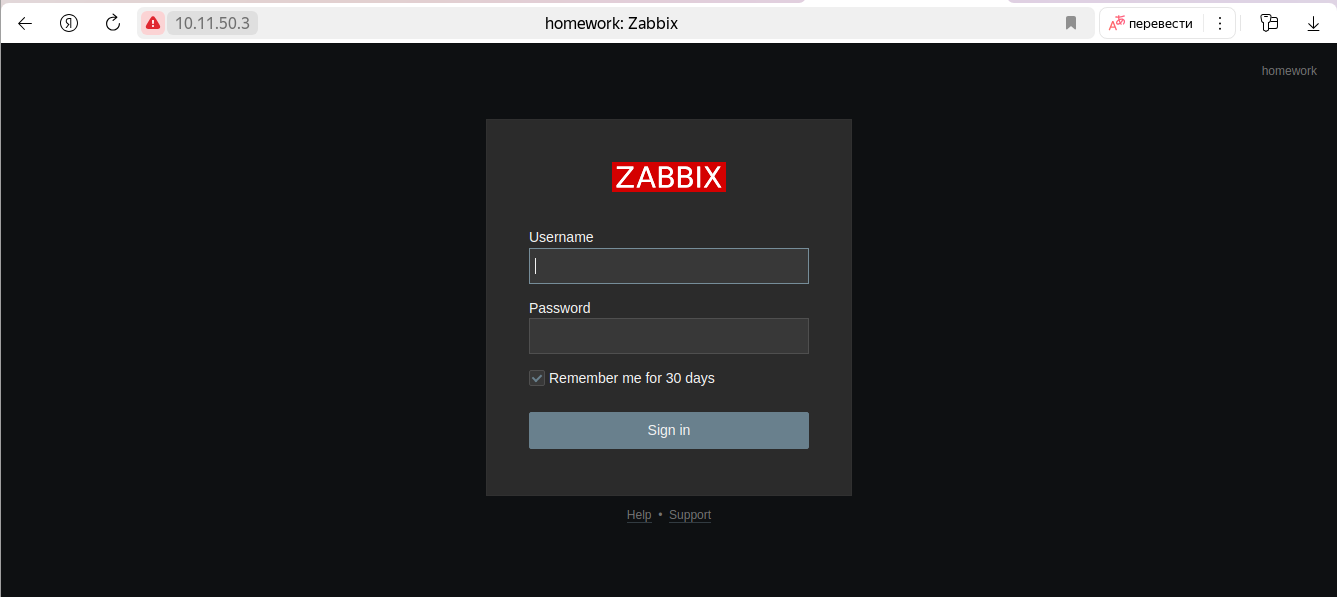 10.11.50.3 homework: Zabbix перевести
homework
ZABBIX
Username
Password
Remember me for 30 days
Sign in
Help • Support